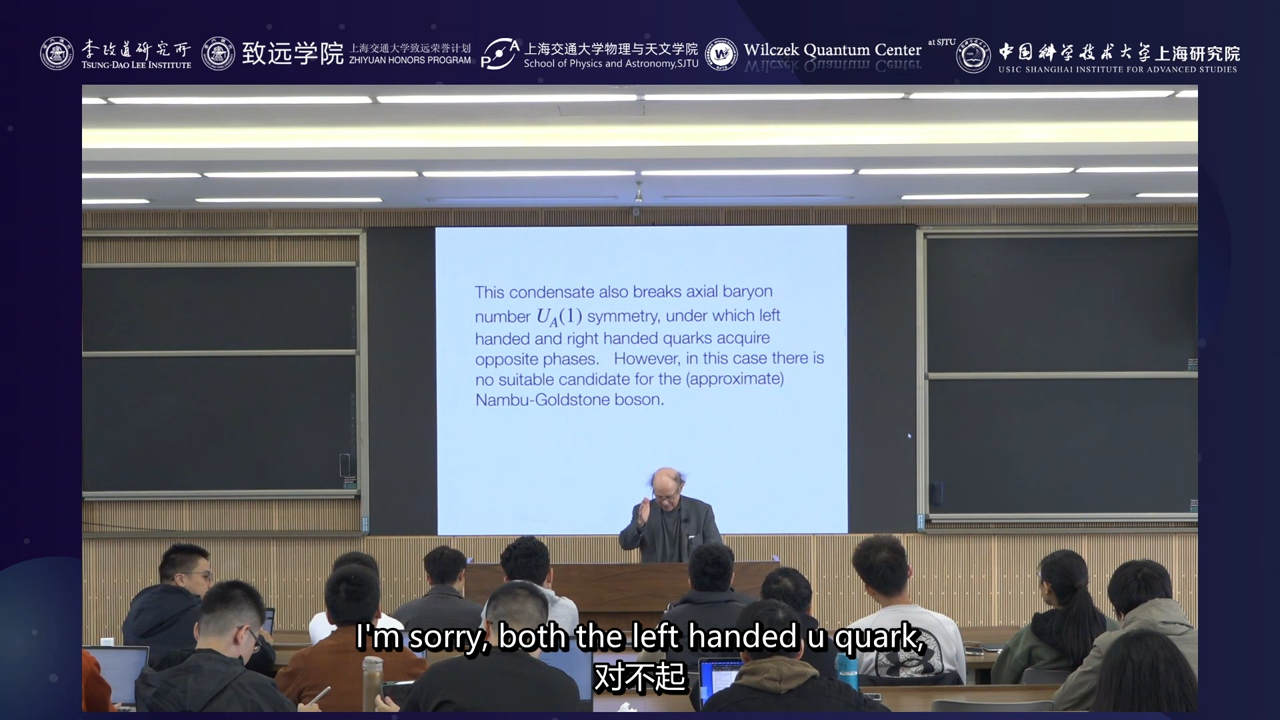 李政道研究所
TSUNG-DAO LEE INSTITUTE
致远学院
上海交通大学致远荣誉计划
ZHIYUAN HONORS PROGRAM
上海交通大学物理与天文学院
School of Physics and Astronomy,SJTU
Wilczek Quantum Center
at SJTU
中国科学技术大学上海研究院
USTC SHANGHAI INSTITUTE FOR ADVANCED STUDIES
This condensate also breaks axial baryon
number U_A(1) symmetry, under which left
handed and right handed quarks acquire
opposite phases. However, in this case there is
no suitable candidate for the (approximate)
Nambu-Goldstone boson.
I'm sorry, both the left handed u quark,
对不起